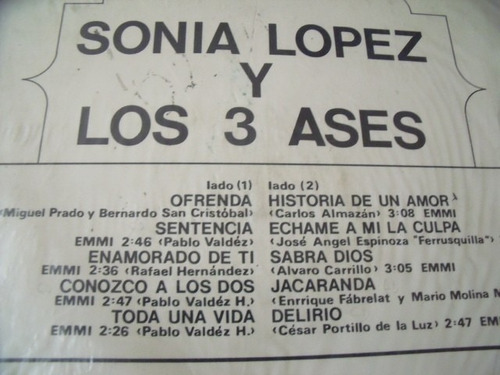 SONIA LOPEZ
Y
LOS 3 ASES
lado (1)
OFRENDA
(Miguel Prado y Bernardo San Cristóbal)
SENTENCIA
EMMI 2:46 (Pablo Valdéz)
ENAMORADO DE TI
2:36 (Rafael Hernández) EMMI
CONOZCO A LOS DOS
EMMI 2:47 (Pablo Valdéz H.)
TODA UNA VIDA
EMMI 2:26 (Pablo Valdéz H.)
lado (2)
HISTORIA DE UN AMOR
(Carlos Almazán) 3:08 EMMI
ECHAME A MI LA CULPA
(José Angel Espinoza "Ferrusquilla")
SABRA DIOS
(Alvaro Carrillo) 3:05 EMMI
JACARANDA
(Enrrique Fábrelat y Mario Molina
DELIRIO
(César Portillo de la Luz) 2:47